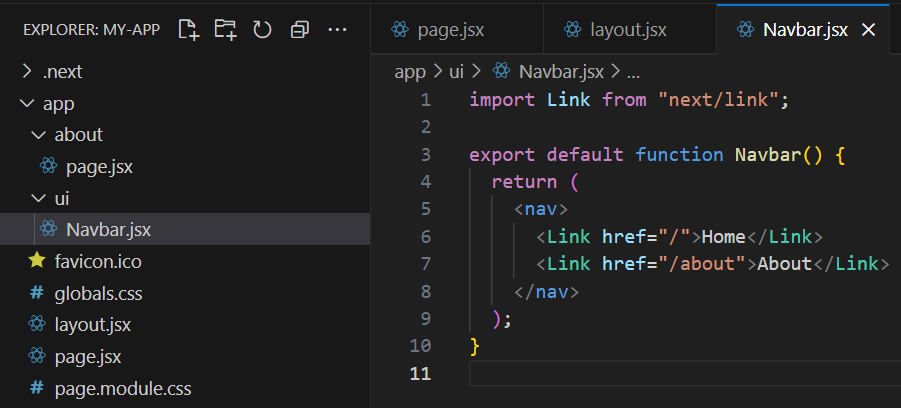 EXPLORER: MY-APP
.next
app
about
page.jsx
ui
Navbar.jsx
favicon.ico
globals.css
layout.jsx
page.jsx
page.module.css
page.jsx layout.jsx Navbar.jsx
app > ui > Navbar.jsx > ...
1 import Link from "next/link";
2
3 export default function Navbar() {
4   return (
5     <nav>
6       <Link href="/">Home</Link>
7       <Link href="/about">About</Link>
8     </nav>
9   );
10 }
11